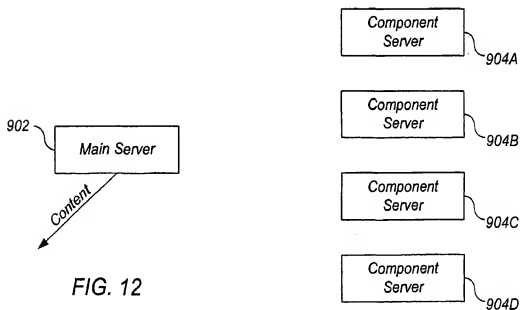 Component
Server
904A
Component
Server
904B
902
Main Server
Content
Component
Server
904C
Component
Server
904D
FIG. 12